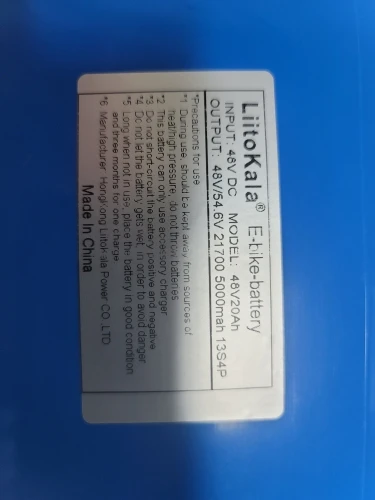 LiitoKala® E-bike-battery
INPUT: 48V DC MODEL: 48V20Ah
OUTPUT: 48V/54.6V 21700 5000mah 13S4P
*Precautions for use
*1 During use, should be kept away from sources of
heat/high pressure, do not throw batteries
*2 This battery can only use accessory charger
*3 Do not short-circuit the battery positive and negative
*4 Do not let the battery gets wet, in order to avoid danger
*5 Long when not in use, place the battery in good condition
and three months for one charge
*6 Manufacturer: HongKong LiitoKala Power CO.,LTD
Made In China